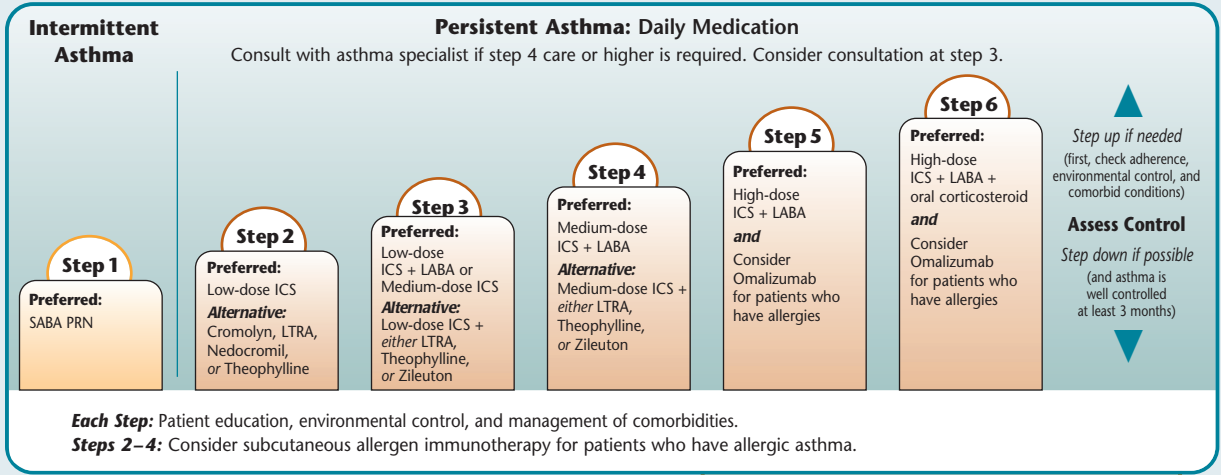 Intermittent
Asthma
Persistent Asthma: Daily Medication
Consult with asthma specialist if step 4 care or higher is required. Consider consultation at step 3.
Step 1
Preferred:
SABA PRN
Step 2
Preferred:
Low-dose ICS
Alternative:
Cromolyn, LTRA,
Nedocromil,
or Theophylline
Step 3
Preferred:
Low-dose
ICS + LABA or
Medium-dose ICS
Alternative:
Low-dose ICS +
either LTRA,
Theophylline,
or Zileuton
Step 4
Preferred:
Medium-dose
ICS + LABA
Alternative:
Medium-dose ICS +
either LTRA,
Theophylline,
or Zileuton
Step 5
Preferred:
High-dose
ICS + LABA
and
Consider
Omalizumab
for patients who
have allergies
Step 6
Preferred:
High-dose
ICS + LABA +
oral corticosteroid
and
Consider
Omalizumab
for patients who
have allergies
Step up if needed
(first, check adherence,
environmental control, and
comorbid conditions)
Assess Control
Step down if possible
(and asthma is
well controlled
at least 3 months)
Each Step: Patient education, environmental control, and management of comorbidities.
Steps 2–4: Consider subcutaneous allergen immunotherapy for patients who have allergic asthma.